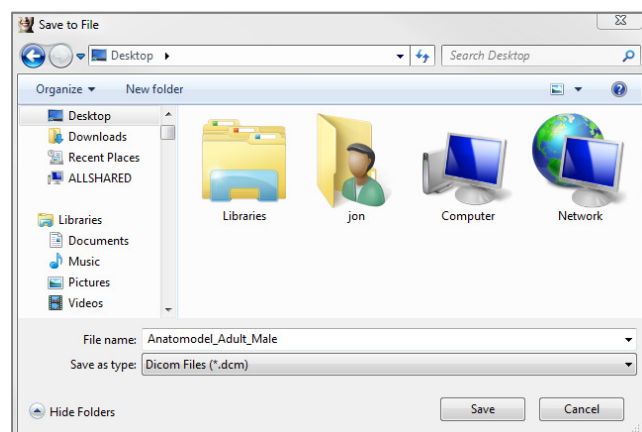 Save to File
Desktop
Search Desktop
Organize
New folder
Desktop
Downloads
Recent Places
ALLSHARED
Libraries
Documents
Music
Pictures
Videos
Libraries
jon
Computer
Network
File name: Anatomodel_Adult_Male
Save as type: Dicom Files (*.dcm)
Hide Folders
Save
Cancel